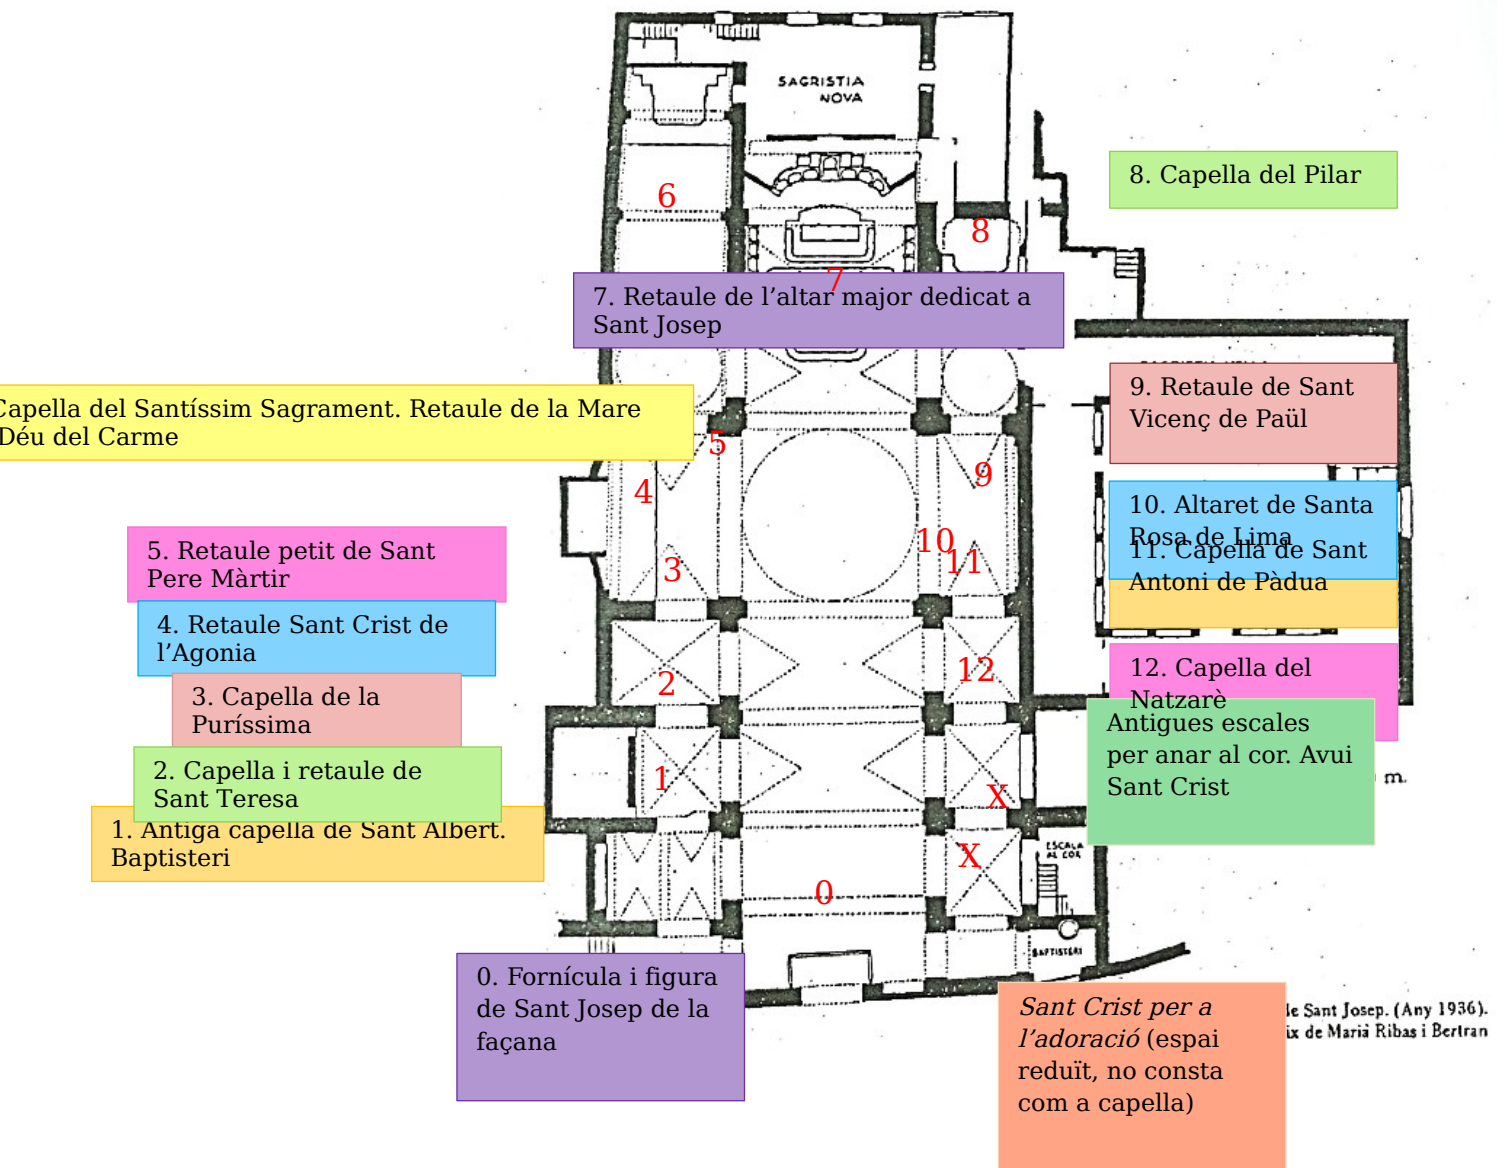 SAGRISTIA
NOVA
6
8
8. Capella del Pilar
7
7. Retaule de l’altar major dedicat a
Sant Josep
Capella del Santíssim Sagrament. Retaule de la Mare
Déu del Carme
9. Retaule de Sant
Vicenç de Paül
5
4
9
3
10
11
10. Altaret de Santa
Rosa de Lima
11. Capella de Sant
Antoni de Pàdua
5. Retaule petit de Sant
Pere Màrtir
4. Retaule Sant Crist de
l’Agonia
3. Capella de la
Puríssima
2. Capella i retaule de
Sant Teresa
1. Antiga capella de Sant Albert.
Baptisteri
2
12
12. Capella del
Natzarè
1
X
Antigues escales
per anar al cor. Avui
Sant Crist
m.
X
ESCALA
AL COR
0
BAPTISTERI
0. Fornícula i figura
de Sant Josep de la
façana
Sant Crist per a
l’adoració (espai
reduït, no consta
com a capella)
de Sant Josep. (Any 1936).
ix de Marià Ribas i Bertran